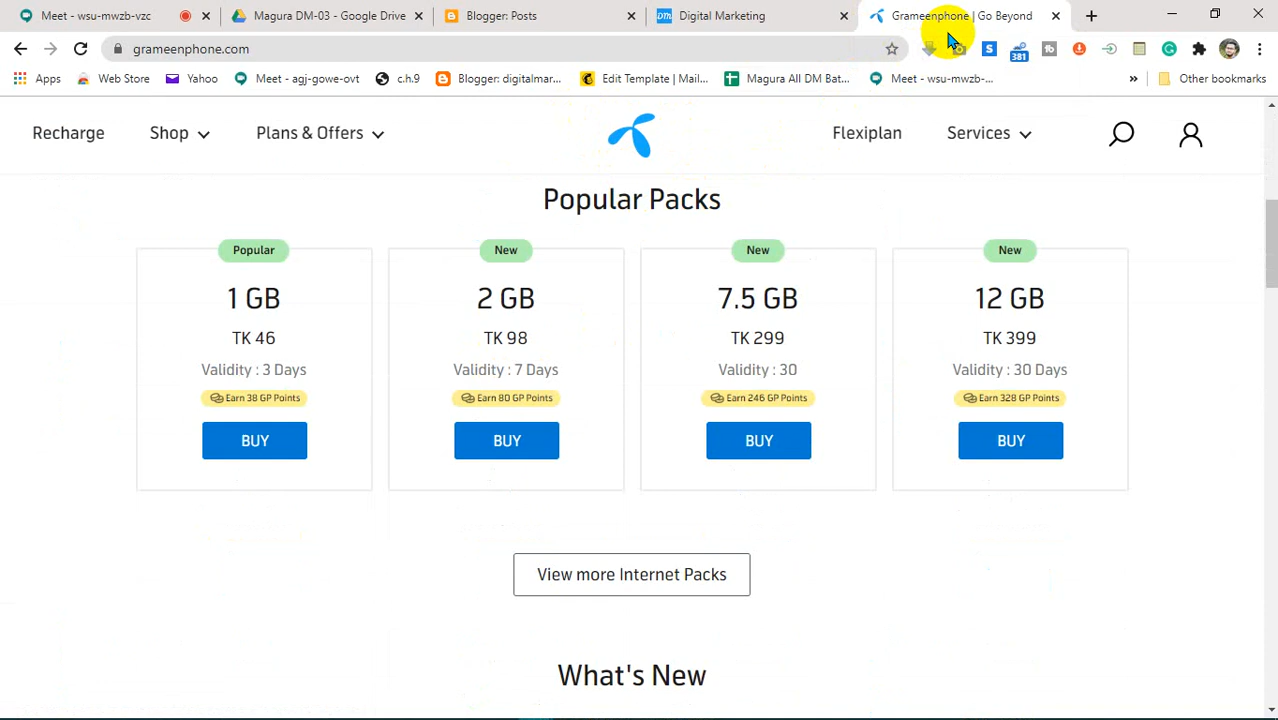 Meet - wsu-mwzb-vzc
Magura DM-03 - Google Drive
Blogger: Posts
Digital Marketing
Grameenphone | Go Beyond
grameenphone.com
381
Apps
Web Store
Yahoo
Meet - agj-gowe-ovt
c.h.9
Blogger: digitalmar...
Edit Template | Mail...
Magura All DM Bat...
Meet - wsu-mwzb-...
Other bookmarks
Recharge
Shop
Plans & Offers
Flexiplan
Services
Popular Packs
Popular
1 GB
TK 46
Validity : 3 Days
Earn 38 GP Points
BUY
New
2 GB
TK 98
Validity : 7 Days
Earn 80 GP Points
BUY
New
7.5 GB
TK 299
Validity : 30
Earn 246 GP Points
BUY
New
12 GB
TK 399
Validity : 30 Days
Earn 328 GP Points
BUY
View more Internet Packs
What's New